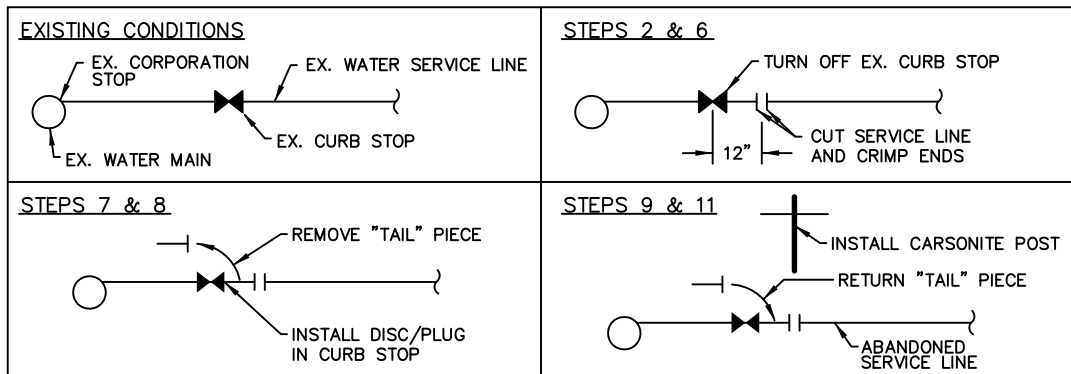 EXISTING CONDITIONS
EX. CORPORATION
STOP
EX. WATER SERVICE LINE
EX. CURB STOP
EX. WATER MAIN
STEPS 2 & 6
TURN OFF EX. CURB STOP
12"
CUT SERVICE LINE
AND CRIMP ENDS
STEPS 7 & 8
REMOVE "TAIL" PIECE
INSTALL DISC/PLUG
IN CURB STOP
STEPS 9 & 11
INSTALL CARSONITE POST
RETURN "TAIL" PIECE
ABANDONED
SERVICE LINE